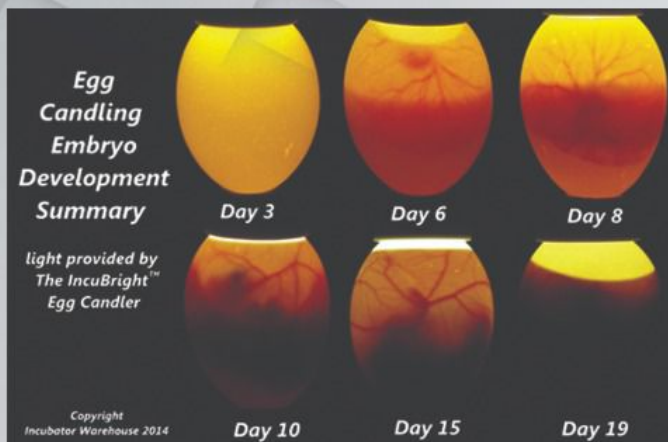 Egg
Candling
Embryo
Development
Summary
light provided by
The IncuBright™
Egg Candler
Copyright
Incubator Warehouse 2014
Day 3
Day 6
Day 8
Day 10
Day 15
Day 19